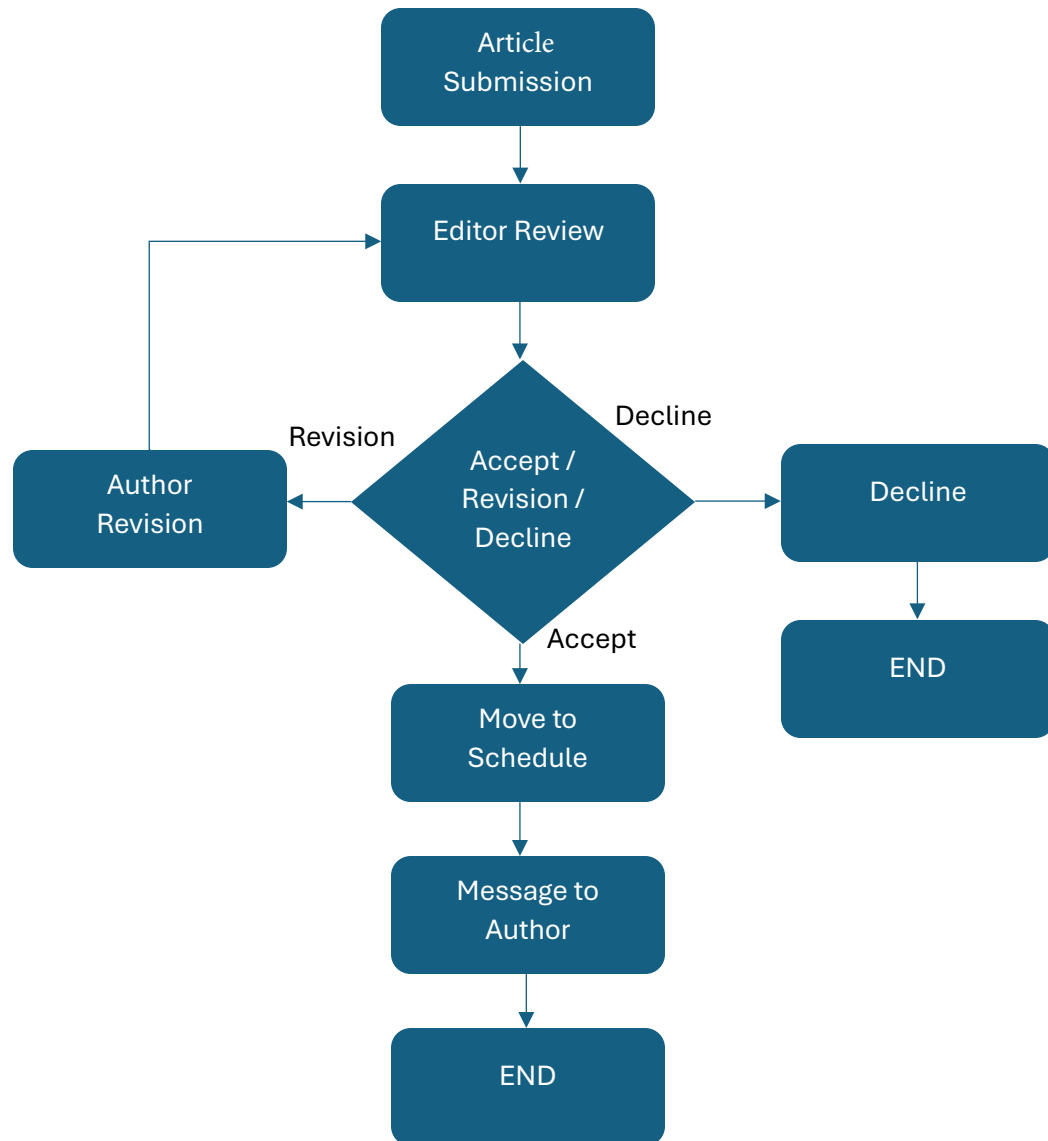 Article
Submission
Editor Review
Revision
Decline
Author
Revision
Accept /
Revision /
Decline
Decline
Accept
END
Move to
Schedule
Message to
Author
END